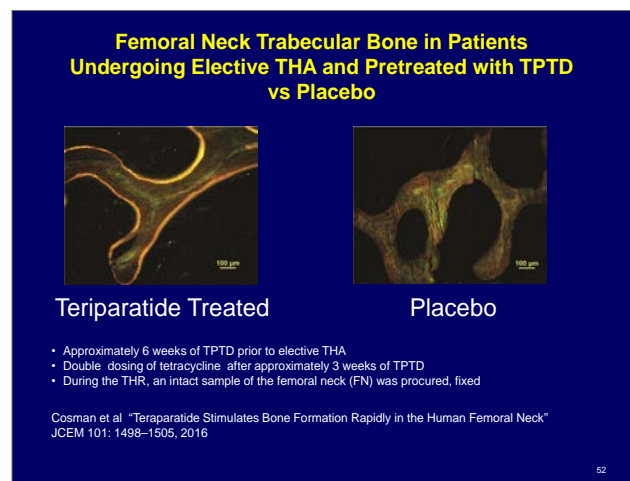 Femoral Neck Trabecular Bone in Patients
Undergoing Elective THA and Pretreated with TPTD
vs Placebo
100 µm
100 µm
Teriparatide Treated
Placebo
• Approximately 6 weeks of TPTD prior to elective THA
• Double dosing of tetracycline after approximately 3 weeks of TPTD
• During the THR, an intact sample of the femoral neck (FN) was procured, fixed
Cosman et al “Teraparatide Stimulates Bone Formation Rapidly in the Human Femoral Neck”
JCEM 101: 1498–1505, 2016
52